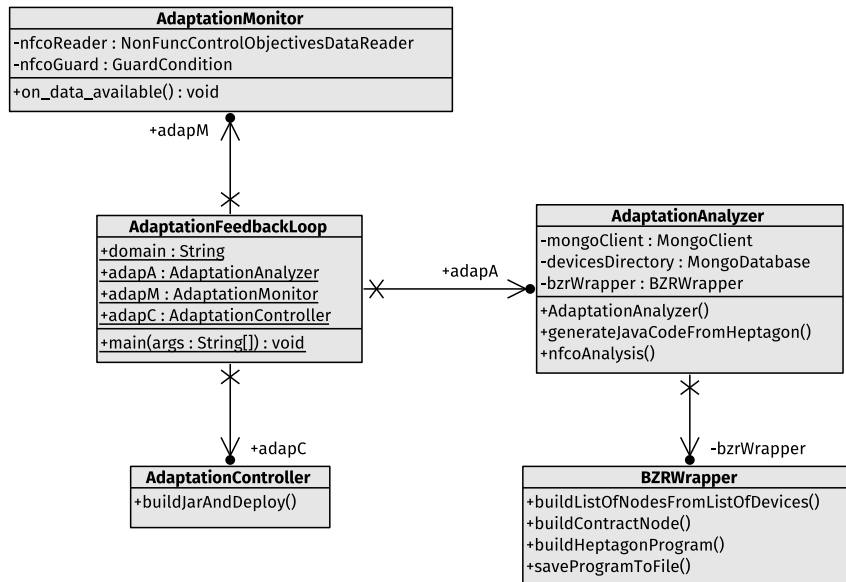 AdaptationMonitor
-nfcoReader : NonFuncControlObjectivesDataReader
-nfcoGuard : GuardCondition
+on_data_available() : void
+adapM
AdaptationFeedbackLoop
+domain : String
+adapA : AdaptationAnalyzer
+adapM : AdaptationMonitor
+adapC : AdaptationController
+main(args : String[]) : void
+adapA
AdaptationAnalyzer
-mongoClient : MongoClient
-devicesDirectory : MongoDatabase
-bzrWrapper : BZRWrapper
+AdaptationAnalyzer()
+generateJavaCodeFromHeptagon()
+nfcoAnalysis()
+adapC
-bzrWrapper
AdaptationController
+buildJarAndDeploy()
BZRWrapper
+buildListOfNodesFromListOfDevices()
+buildContractNode()
+buildHeptagonProgram()
+saveProgramToFile()